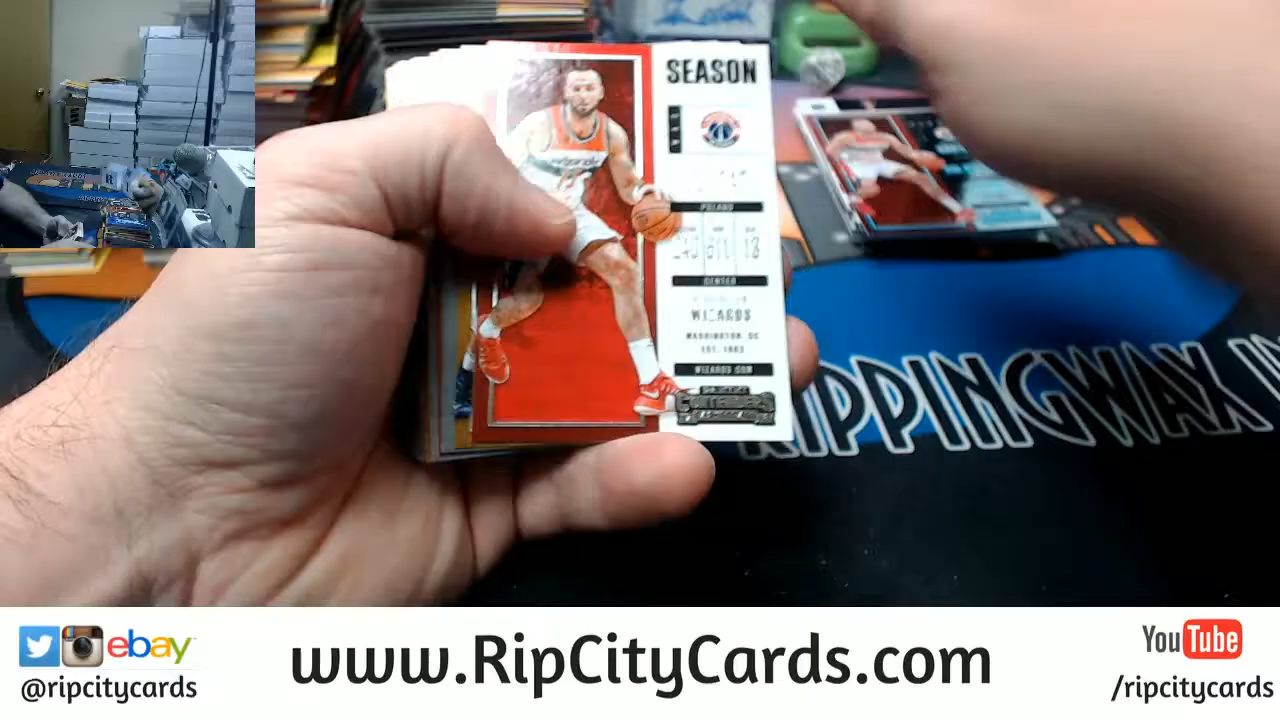 SEASON
POLAND
CENTER
WIZARDS
WASHINGTON, DC
WIZARDS.COM
CONTENDERS
RIPPINGWAX
ebay
@ripcitycards
www.RipCityCards.com
YouTube
/ripcitycards